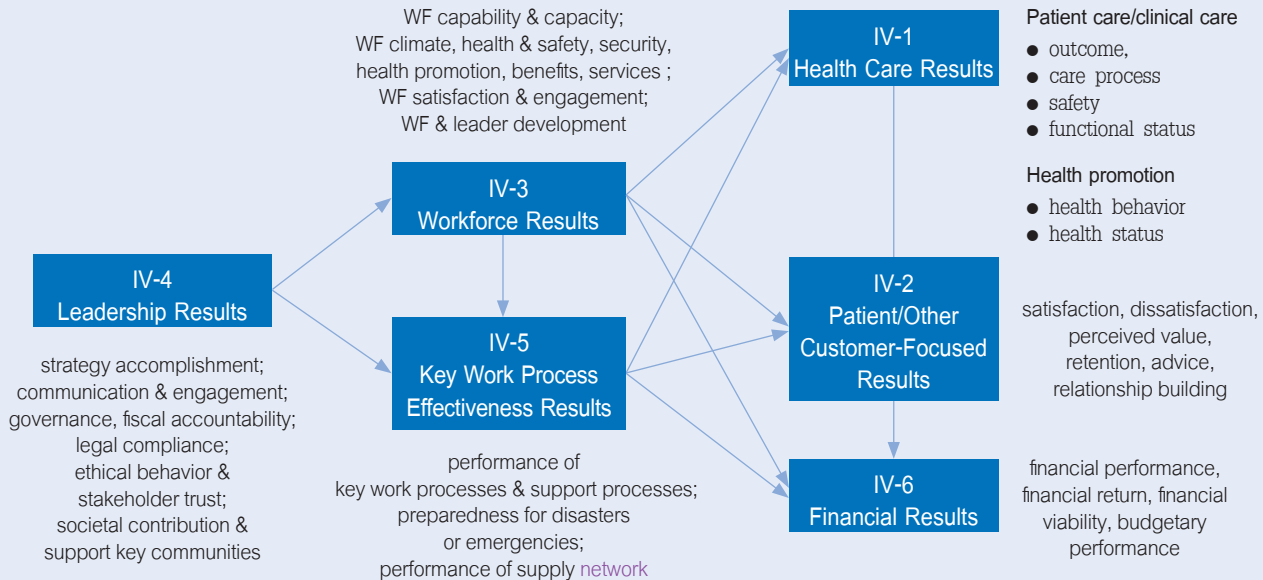 WF capability & capacity;
WF climate, health & safety, security,
health promotion, benefits, services ;
WF satisfaction & engagement;
WF & leader development
IV-1
Health Care Results
Patient care/clinical care
● outcome,
● care process
● safety
● functional status
Health promotion
● health behavior
● health status
IV-3
Workforce Results
IV-4
Leadership Results
strategy accomplishment;
communication & engagement;
governance, fiscal accountability;
legal compliance;
ethical behavior &
stakeholder trust;
societal contribution &
support key communities
IV-5
Key Work Process
Effectiveness Results
performance of
key work processes & support processes;
preparedness for disasters
or emergencies;
performance of supply network
IV-2
Patient/Other
Customer-Focused
Results
satisfaction, dissatisfaction,
perceived value,
retention, advice,
relationship building
IV-6
Financial Results
financial performance,
financial return, financial
viability, budgetary
performance